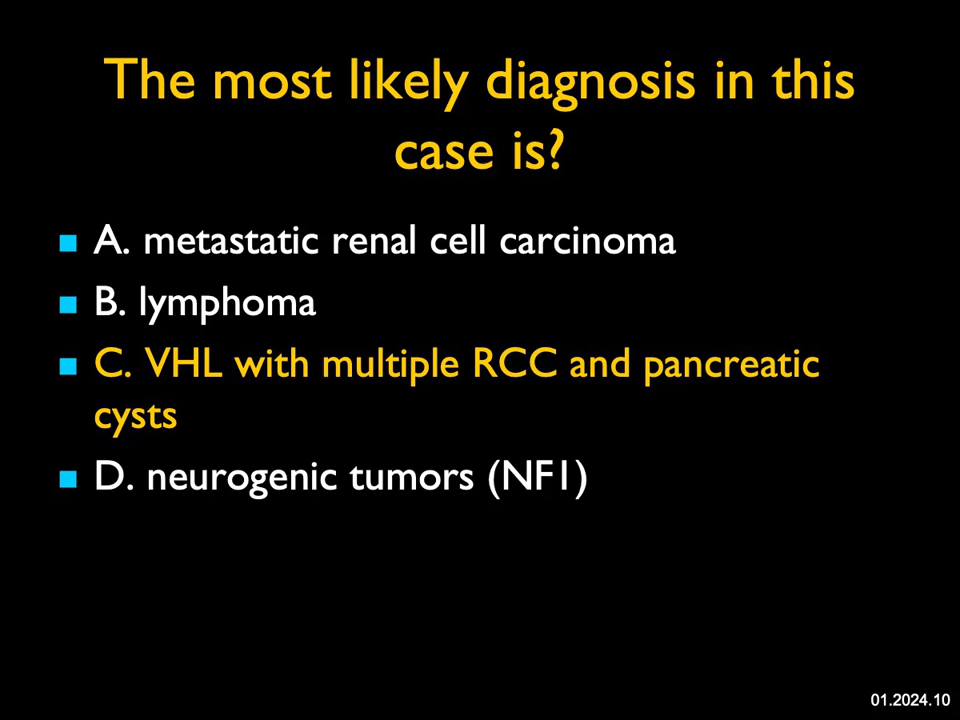 The most likely diagnosis in this
case is?
A. metastatic renal cell carcinoma
B. lymphoma
C. VHL with multiple RCC and pancreatic
cysts
D. neurogenic tumors (NF1)
01.2024.10